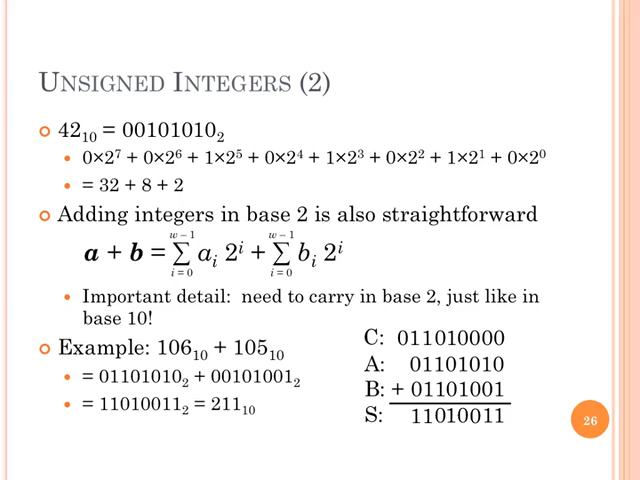 UNSIGNED INTEGERS (2)
42₁₀ = 00101010₂
0×2⁷ + 0×2⁶ + 1×2⁵ + 0×2⁴ + 1×2³ + 0×2² + 1×2¹ + 0×2⁰
= 32 + 8 + 2
Adding integers in base 2 is also straightforward
a + b = ∑_{i = 0}^{w – 1} aᵢ 2ⁱ + ∑_{i = 0}^{w – 1} bᵢ 2ⁱ
Important detail: need to carry in base 2, just like in
base 10!
Example: 106₁₀ + 105₁₀
= 01101010₂ + 00101001₂
= 11010011₂ = 211₁₀
C: 011010000
A: 01101010
B: + 01101001
S: 11010011
26